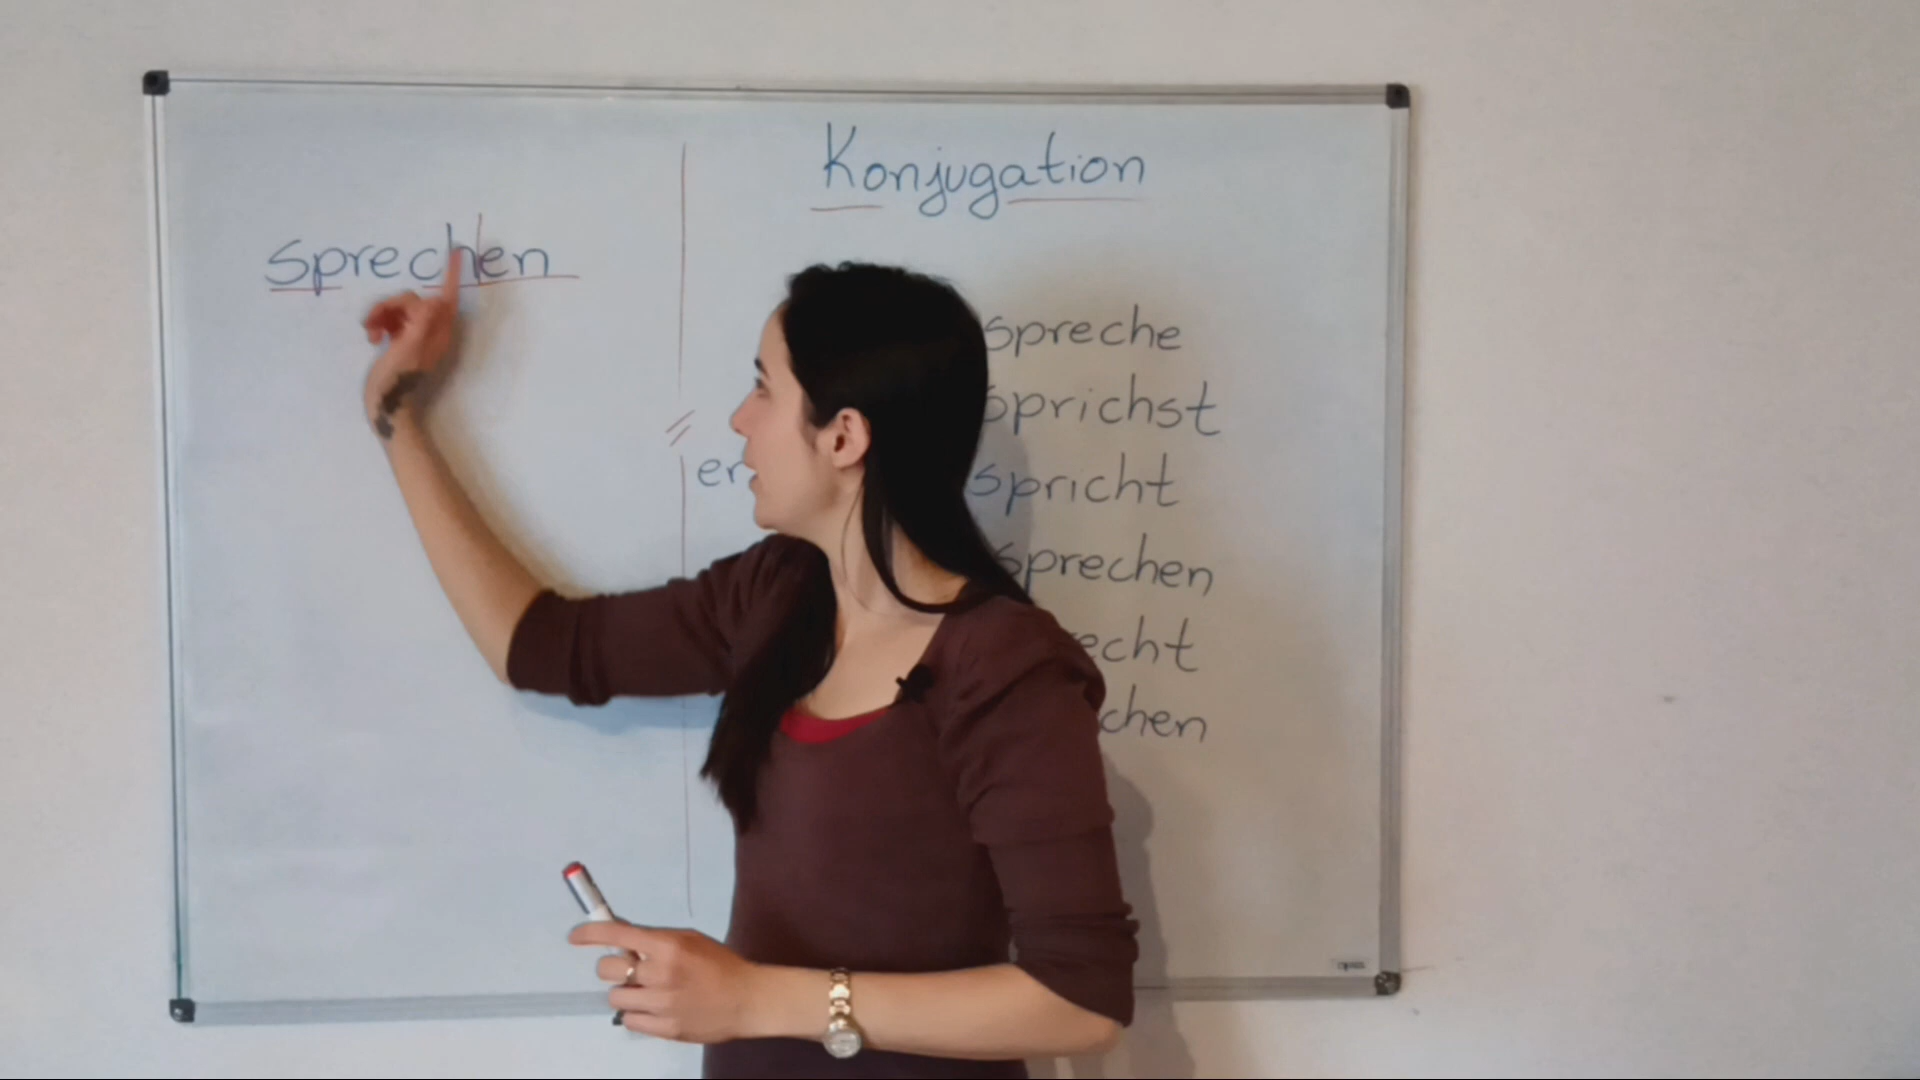 Konjugation
sprechen
spreche
sprichst
er spricht
sprechen
echt
chen